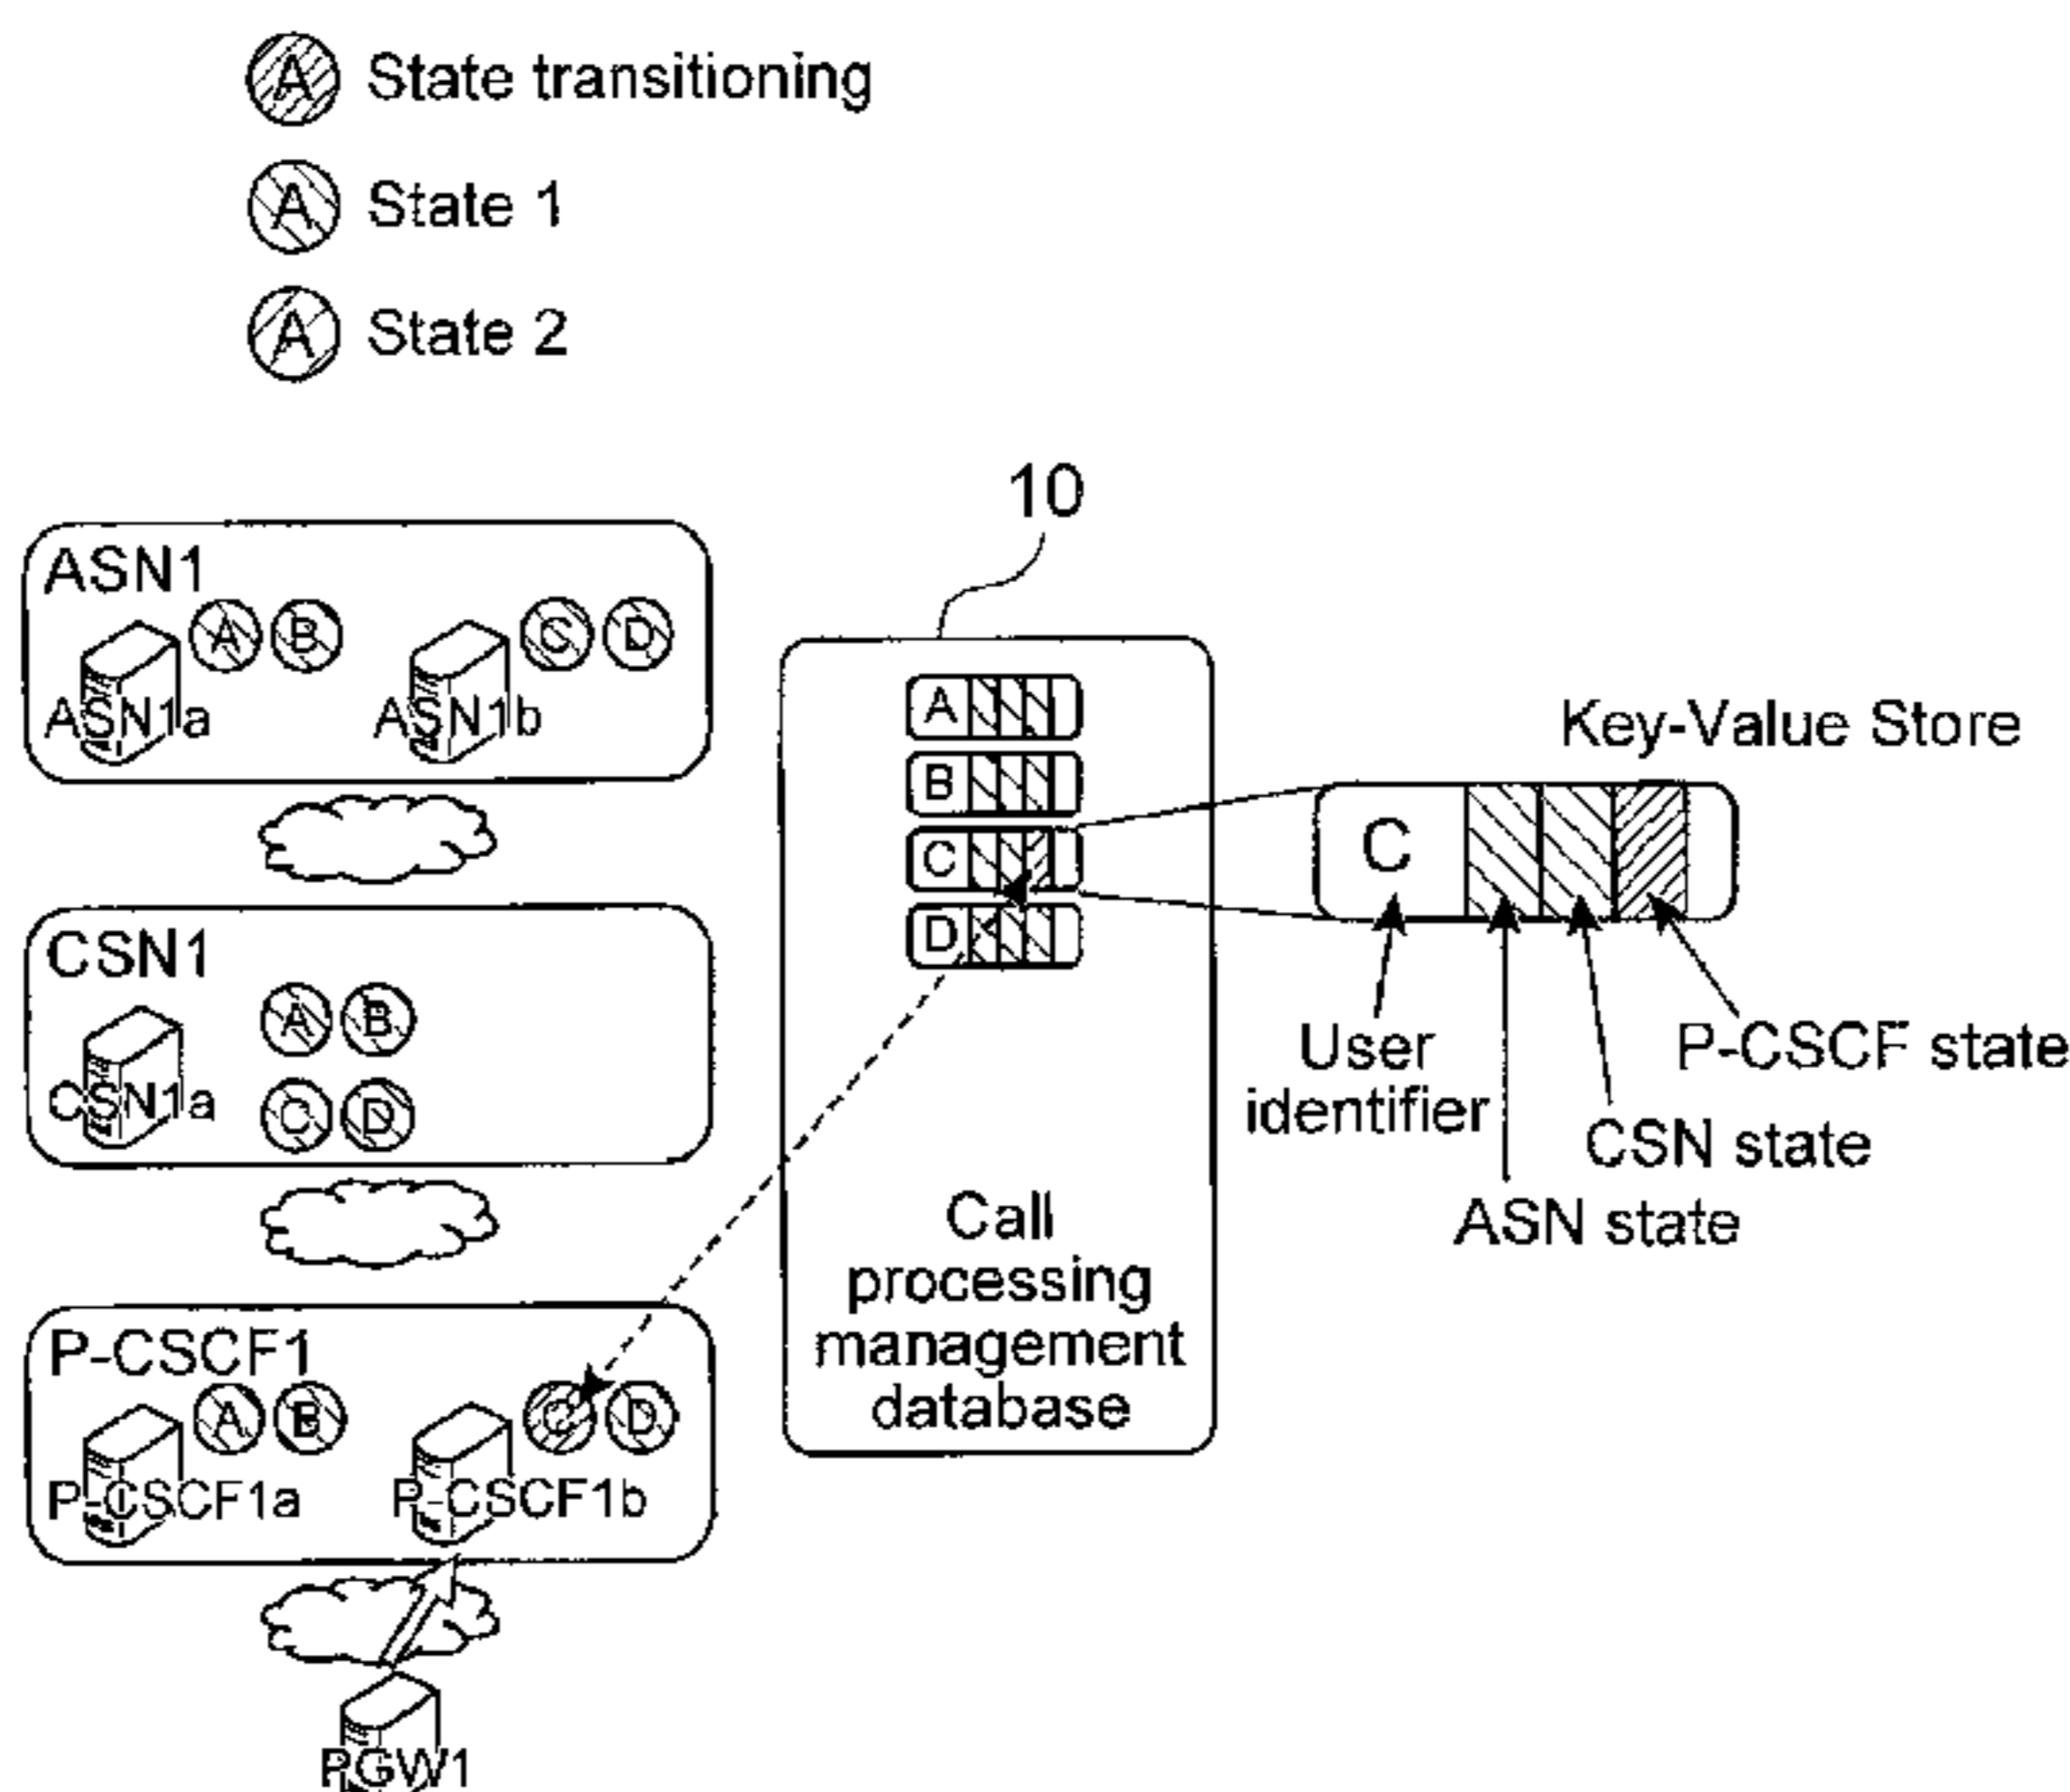 A State transitioning
A State 1
A State 2
10
ASN1
A B C D
ASN1a ASN1b
A
B
C
D
Key-Value Store
C
User
identifier
P-CSCF state
CSN state
ASN state
CSN1
A B
CSN1a
C D
Call
processing
management
database
P-CSCF1
A B C D
P-CSCF1a P-CSCF1b
PGW1